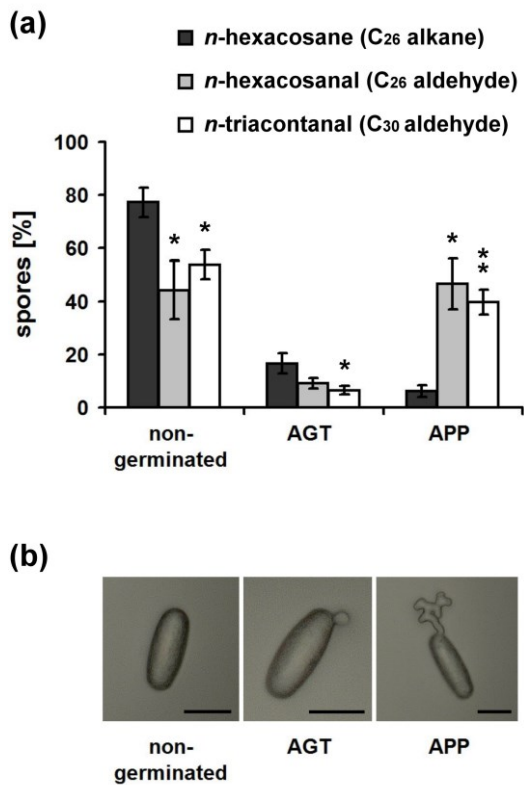 (a)
n-hexacosane (C26 alkane)
n-hexacosanal (C26 aldehyde)
n-triacontanal (C30 aldehyde)
100
80
60
40
20
0
spores [%]
*
*
*
*
*
*
non-
germinated
AGT
APP
(b)
non-
germinated
AGT
APP